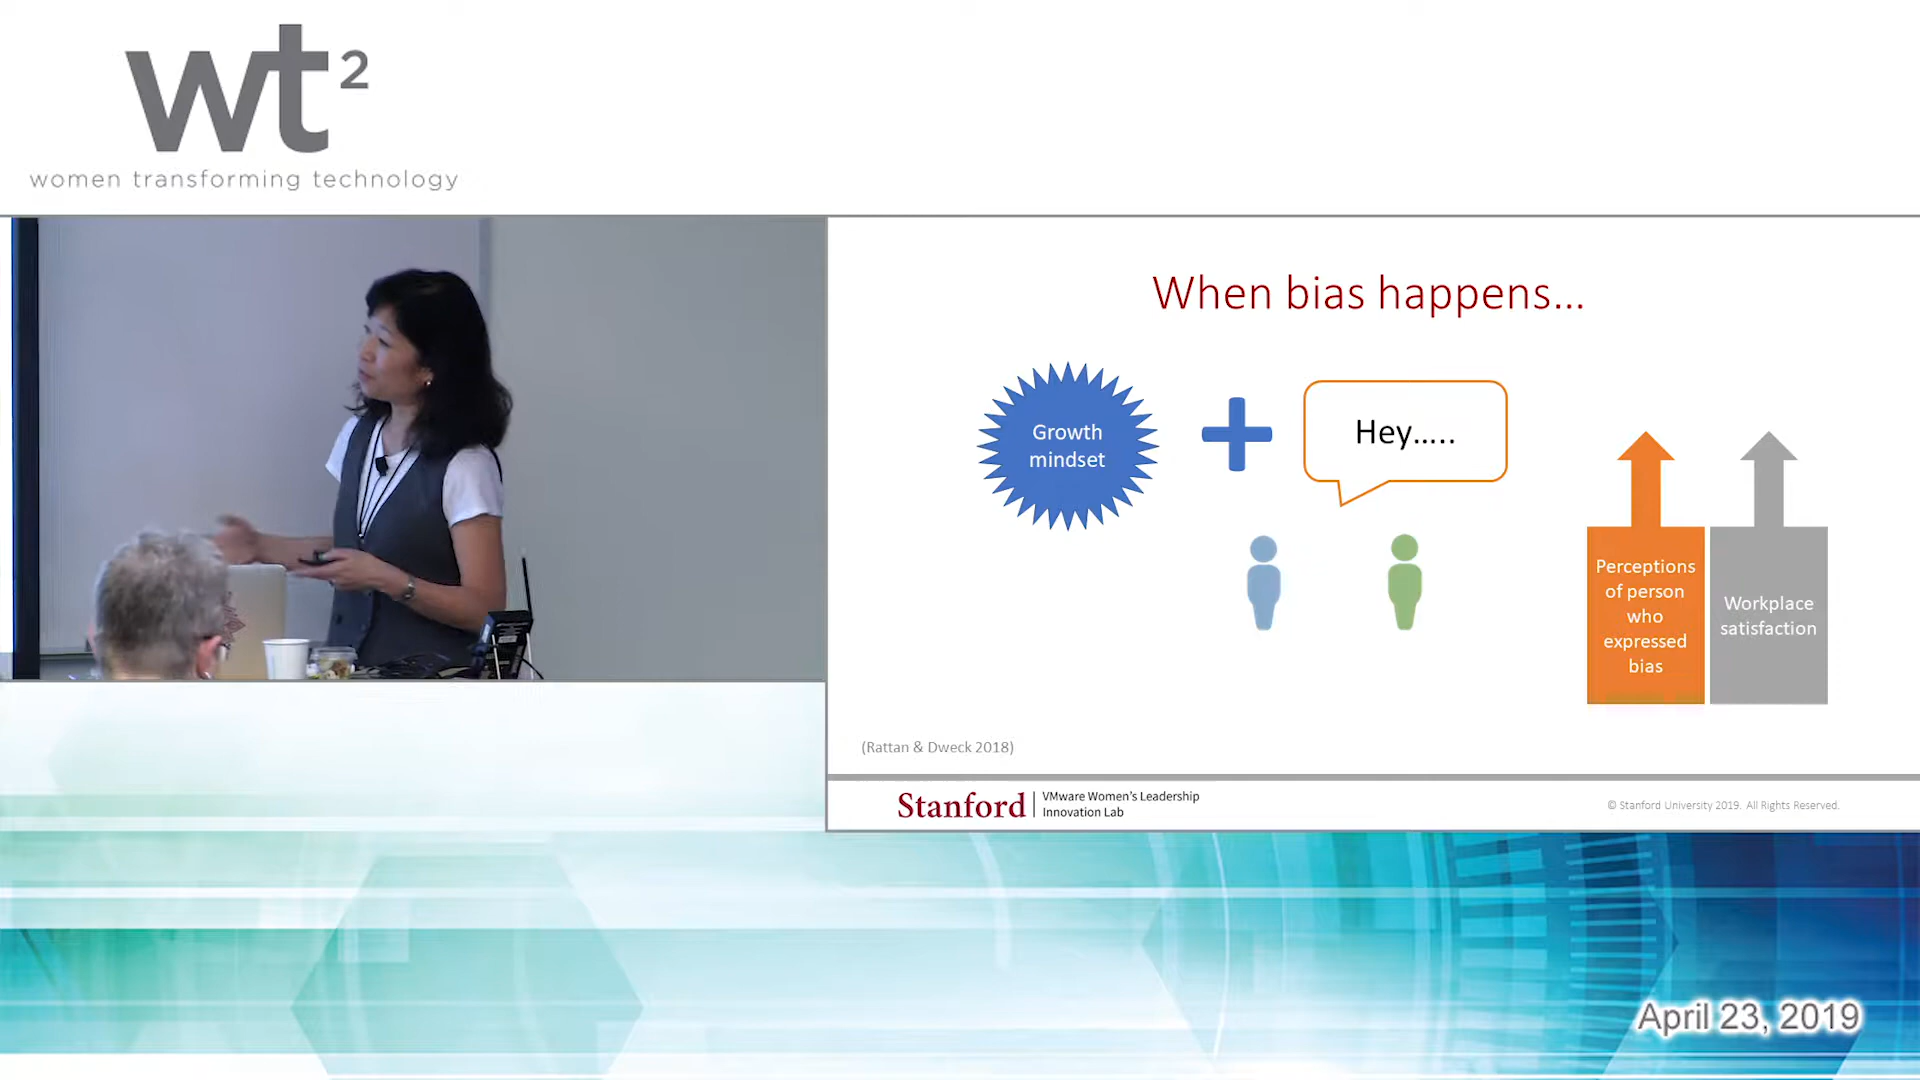 wt²
women transforming technology
When bias happens...
Growth
mindset
Hey.....
Perceptions
of person
who
expressed
bias
Workplace
satisfaction
(Rattan & Dweck 2018)
Stanford
VMware Women's Leadership
Innovation Lab
© Stanford University 2019. All Rights Reserved.
April 23, 2019